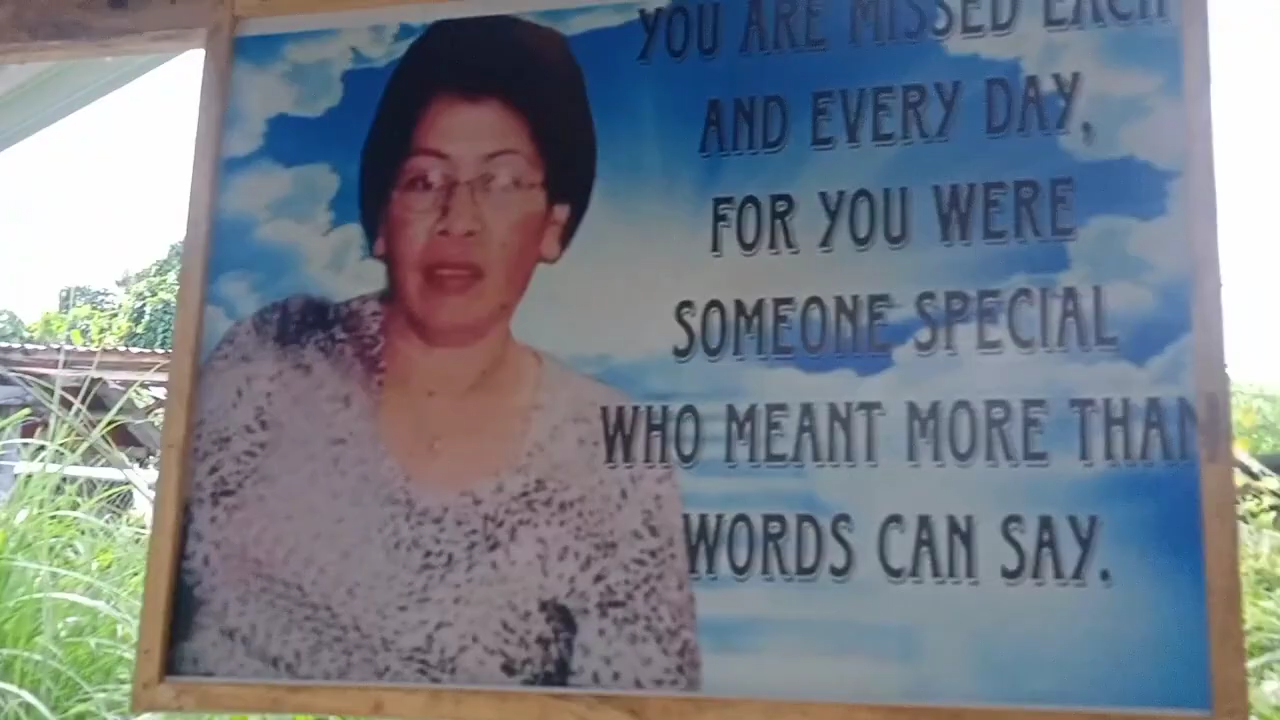 YOU ARE MISSED EACH
AND EVERY DAY,
FOR YOU WERE
SOMEONE SPECIAL
WHO MEANT MORE THAN
WORDS CAN SAY.